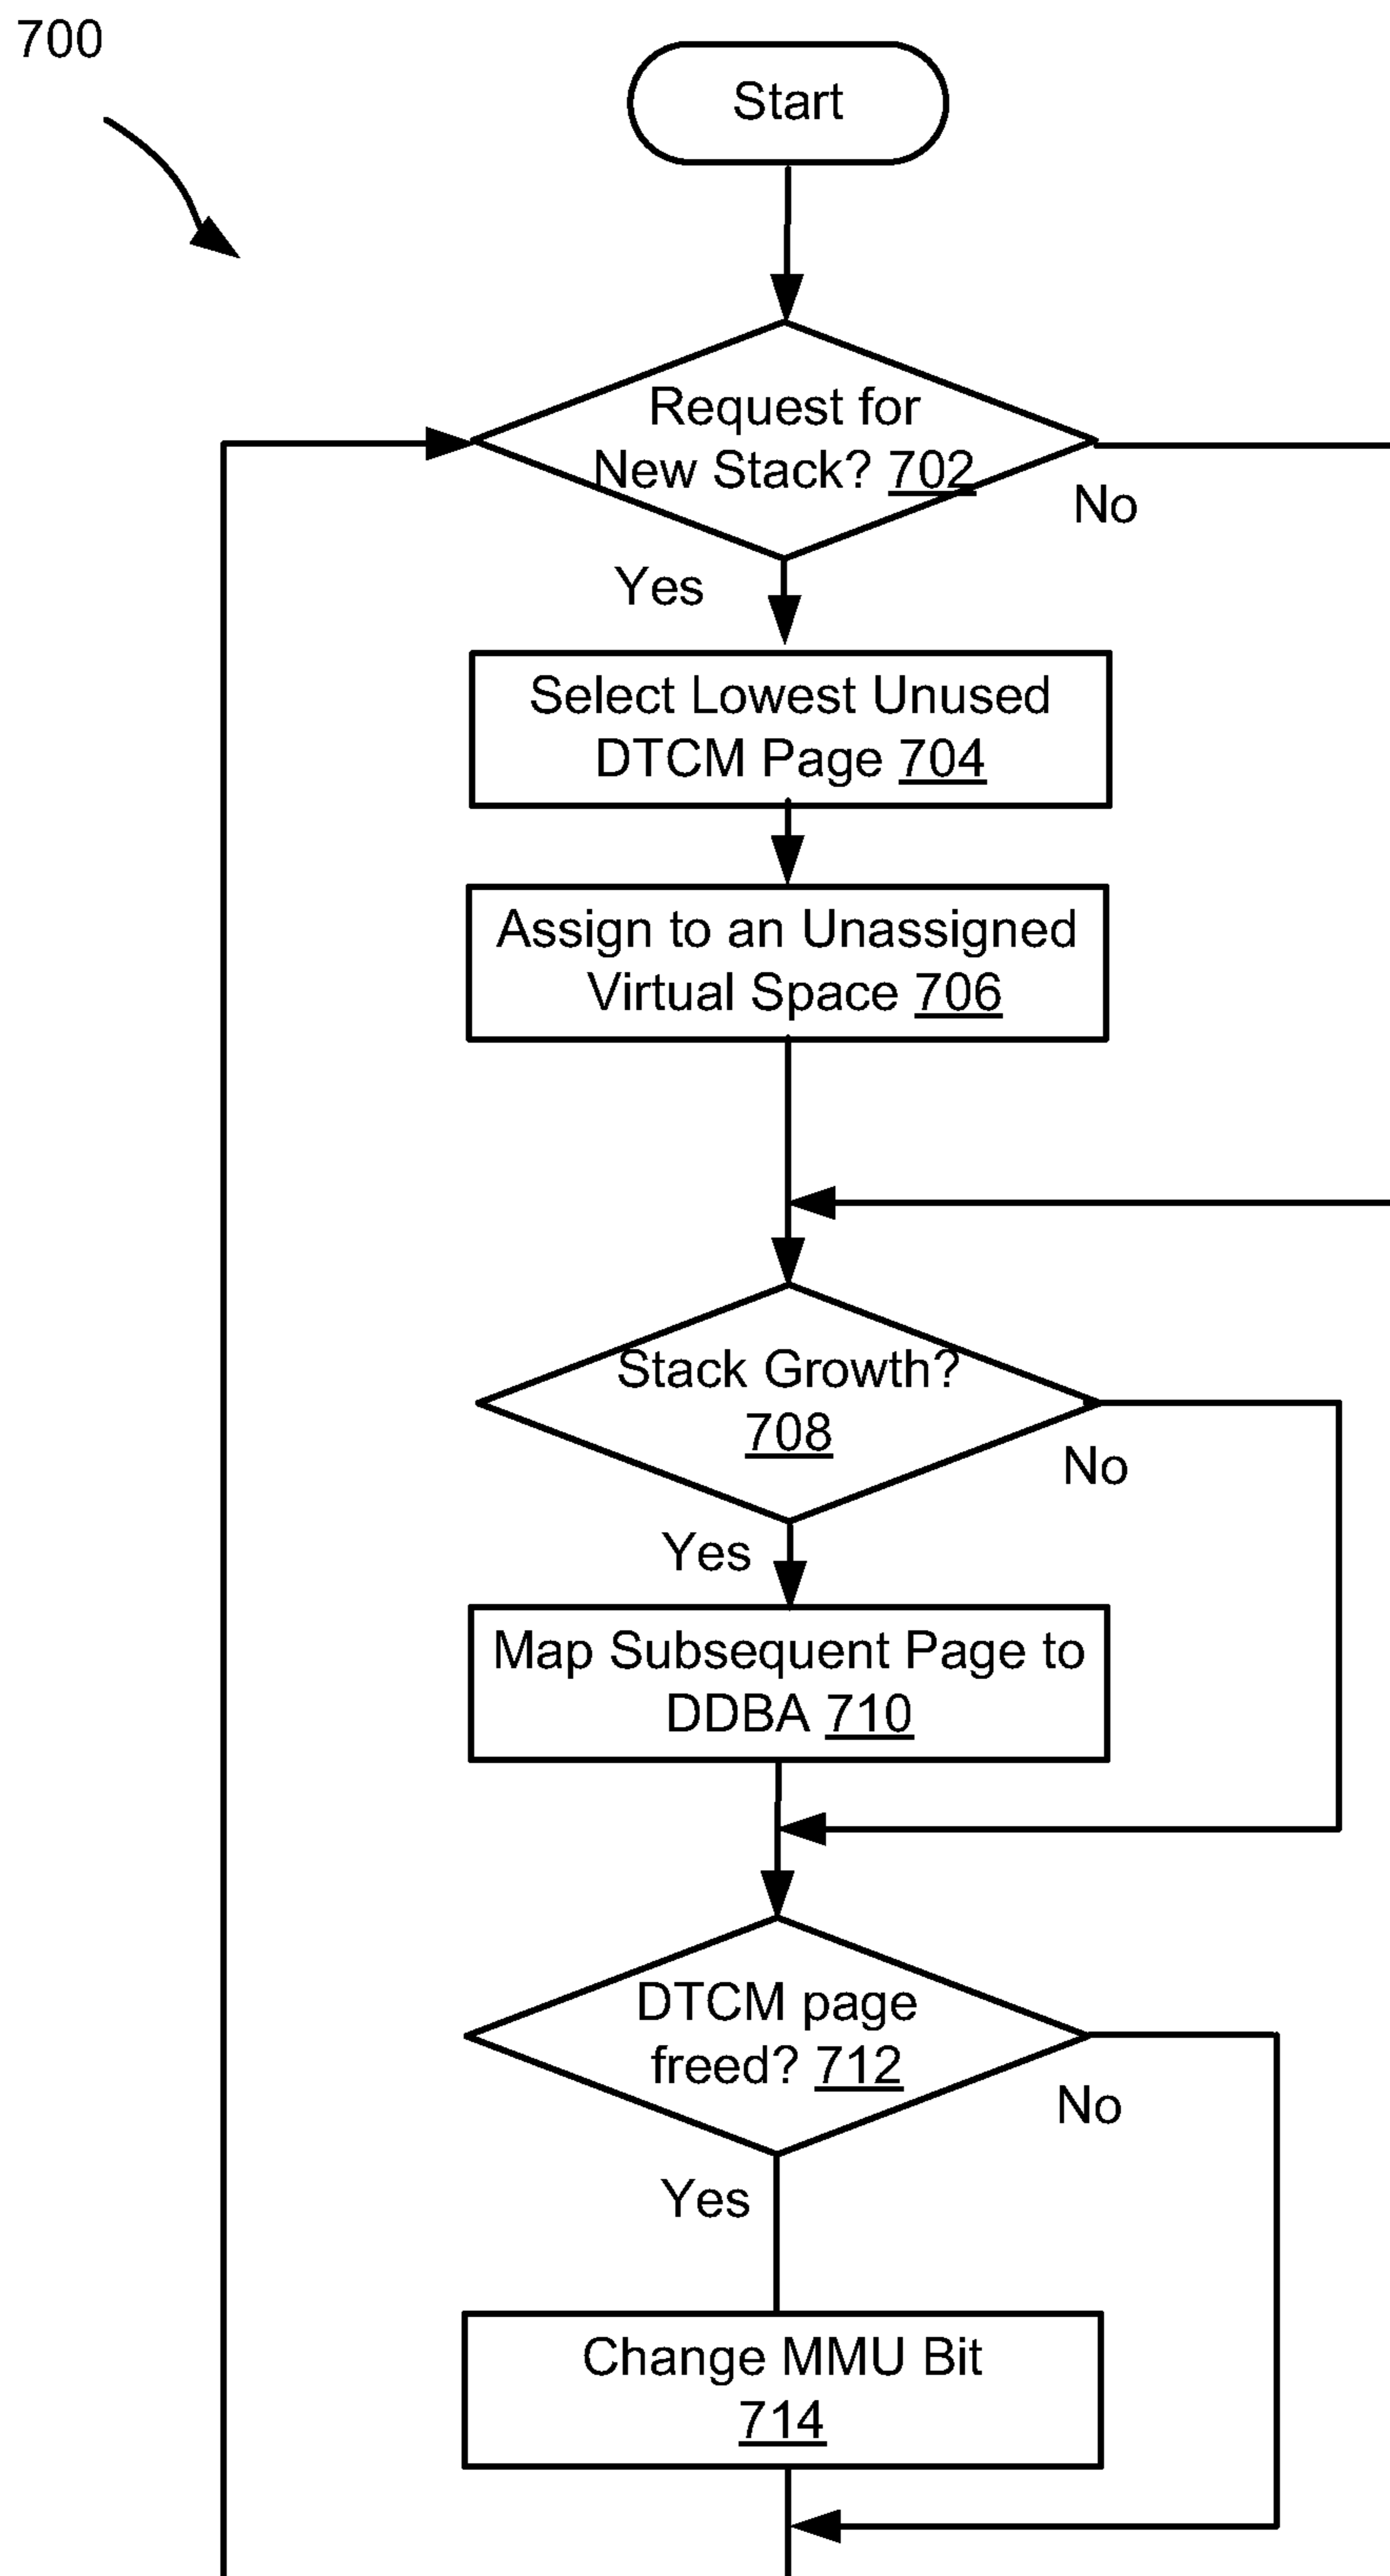 700
Start
Request for
New Stack? 702
No
Yes
Select Lowest Unused
DTCM Page 704
Assign to an Unassigned
Virtual Space 706
Stack Growth?
708
No
Yes
Map Subsequent Page to
DDBA 710
DTCM page
freed? 712
No
Yes
Change MMU Bit
714